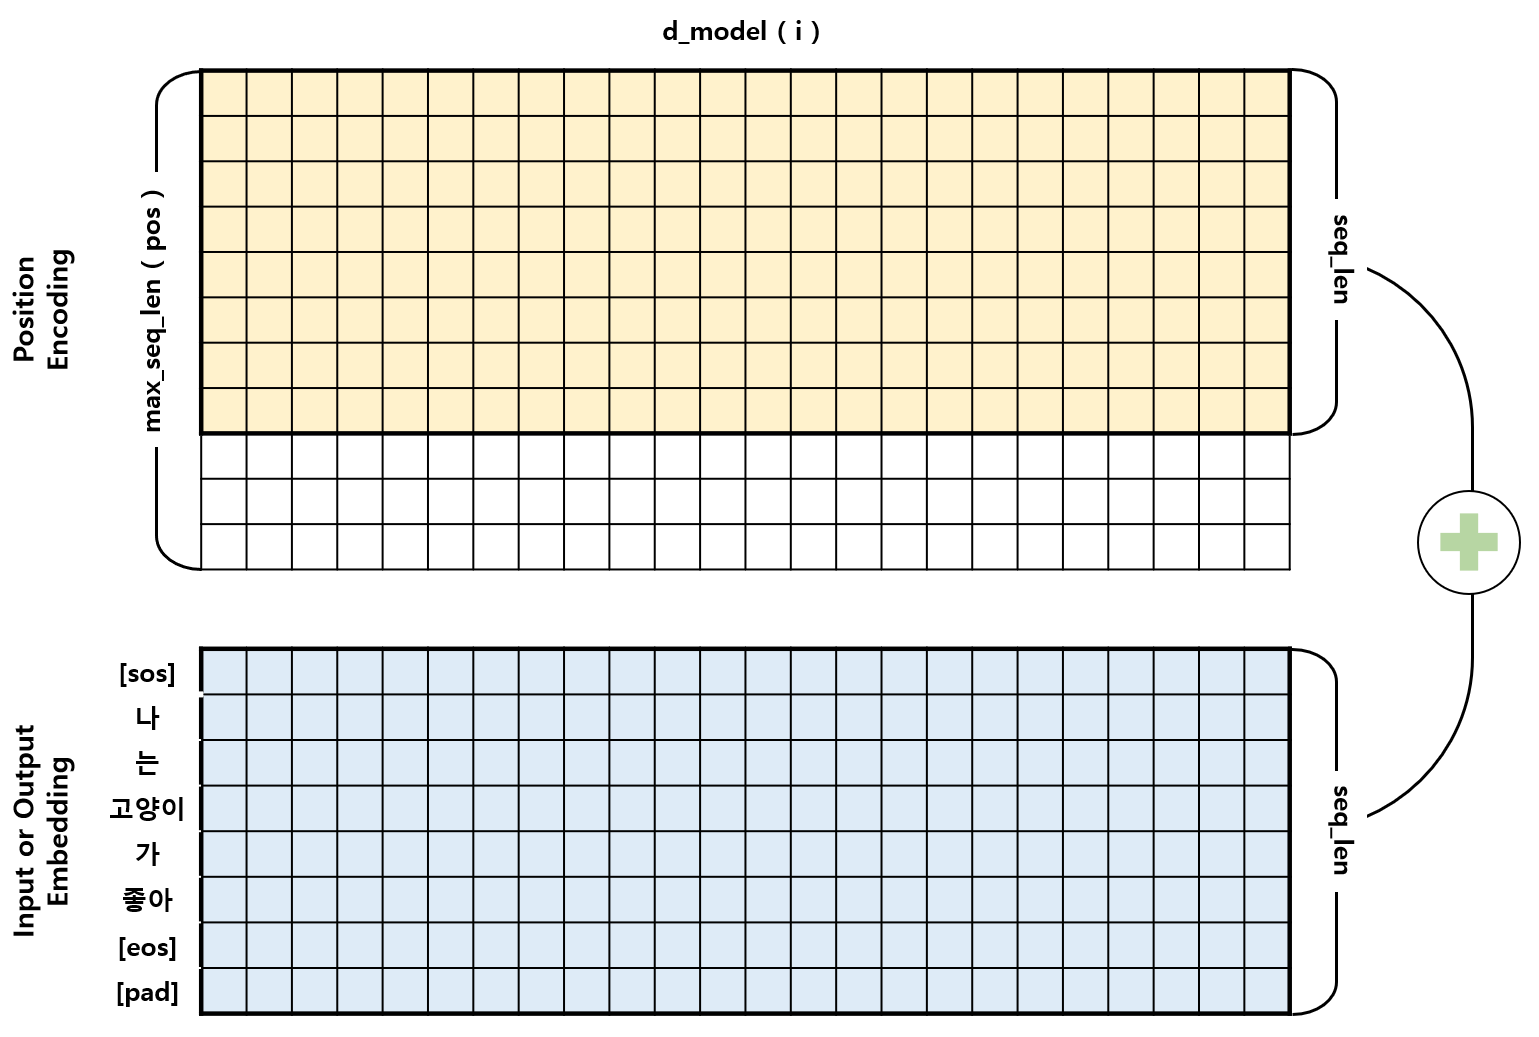 d_model ( i )
Position
Encoding
max_seq_len ( pos )
seq_len
Input or Output
Embedding
[sos]
나
는
고양이
가
좋아
[eos]
[pad]
seq_len